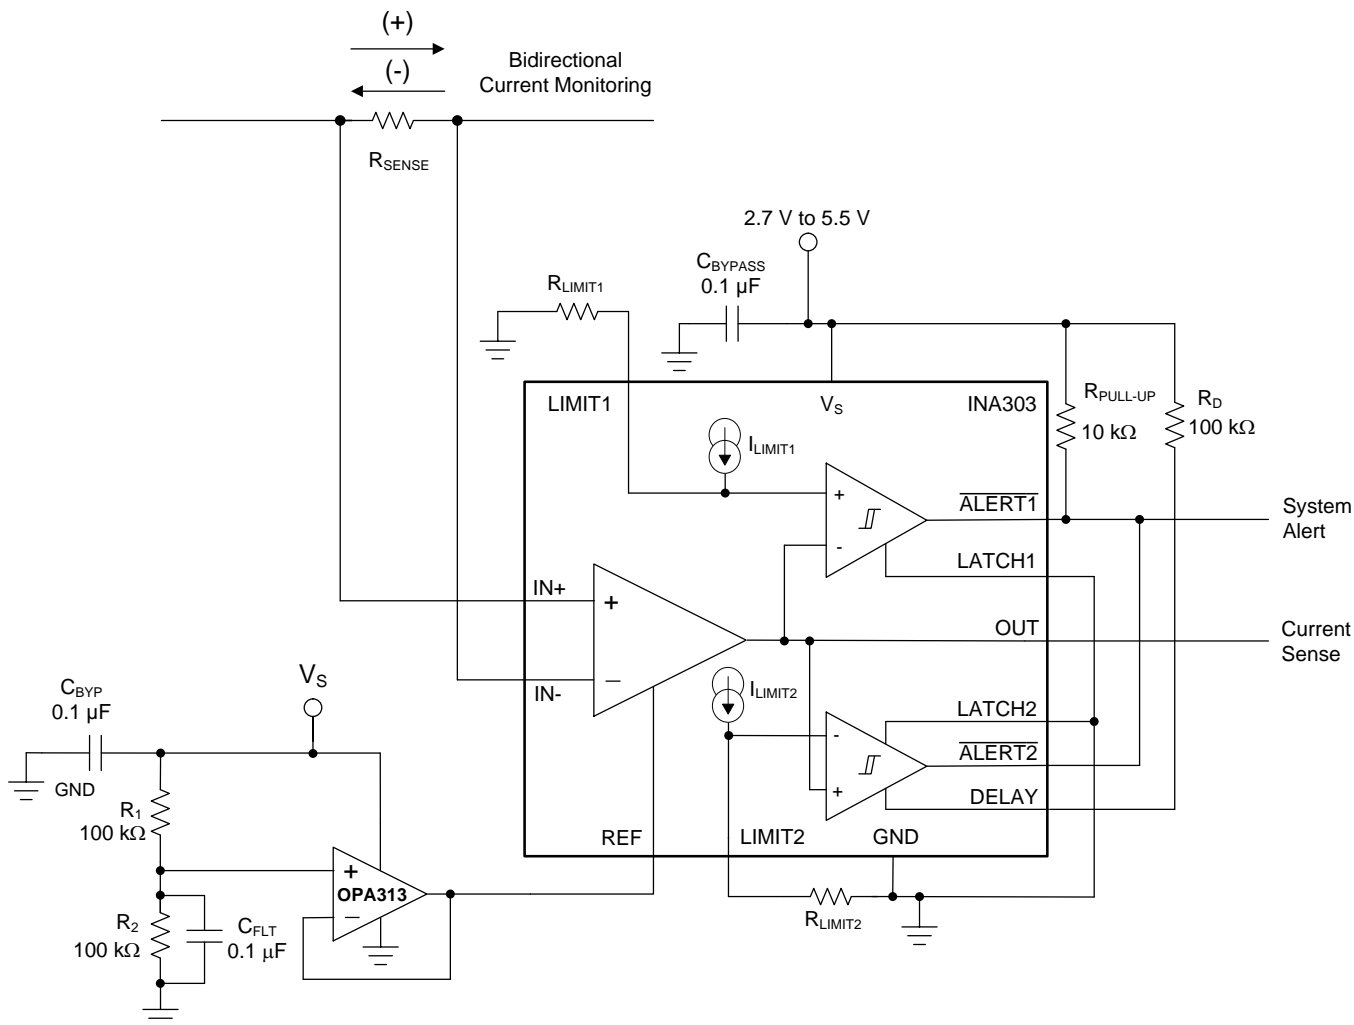 (+)
(-)
Bidirectional
Current Monitoring
RSENSE
2.7 V to 5.5 V
CBYPASS
0.1 µF
RLIMIT1
LIMIT1
VS
INA303
RPULL-UP
10 kΩ
RD
100 kΩ
ILIMIT1
+
-
ALERT1
System
Alert
LATCH1
IN+
+
OUT
Current
Sense
−
IN-
ILIMIT2
LATCH2
-
ALERT2
+
DELAY
REF
LIMIT2
GND
RLIMIT2
CBYP
0.1 µF
VS
GND
R1
100 kΩ
+
OPA313
−
R2
100 kΩ
CFLT
0.1 µF